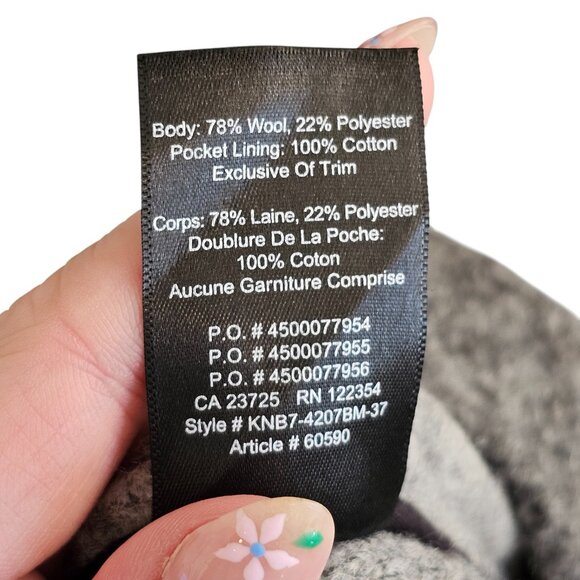 Body: 78% Wool, 22% Polyester
Pocket Lining: 100% Cotton
Exclusive Of Trim
Corps: 78% Laine, 22% Polyester
Doublure De La Poche:
100% Coton
Aucune Garniture Comprise
P.O. # 4500077954
P.O. # 4500077955
P.O. # 4500077956
CA 23725 RN 122354
Style # KNB7-4207BM-37
Article # 60590